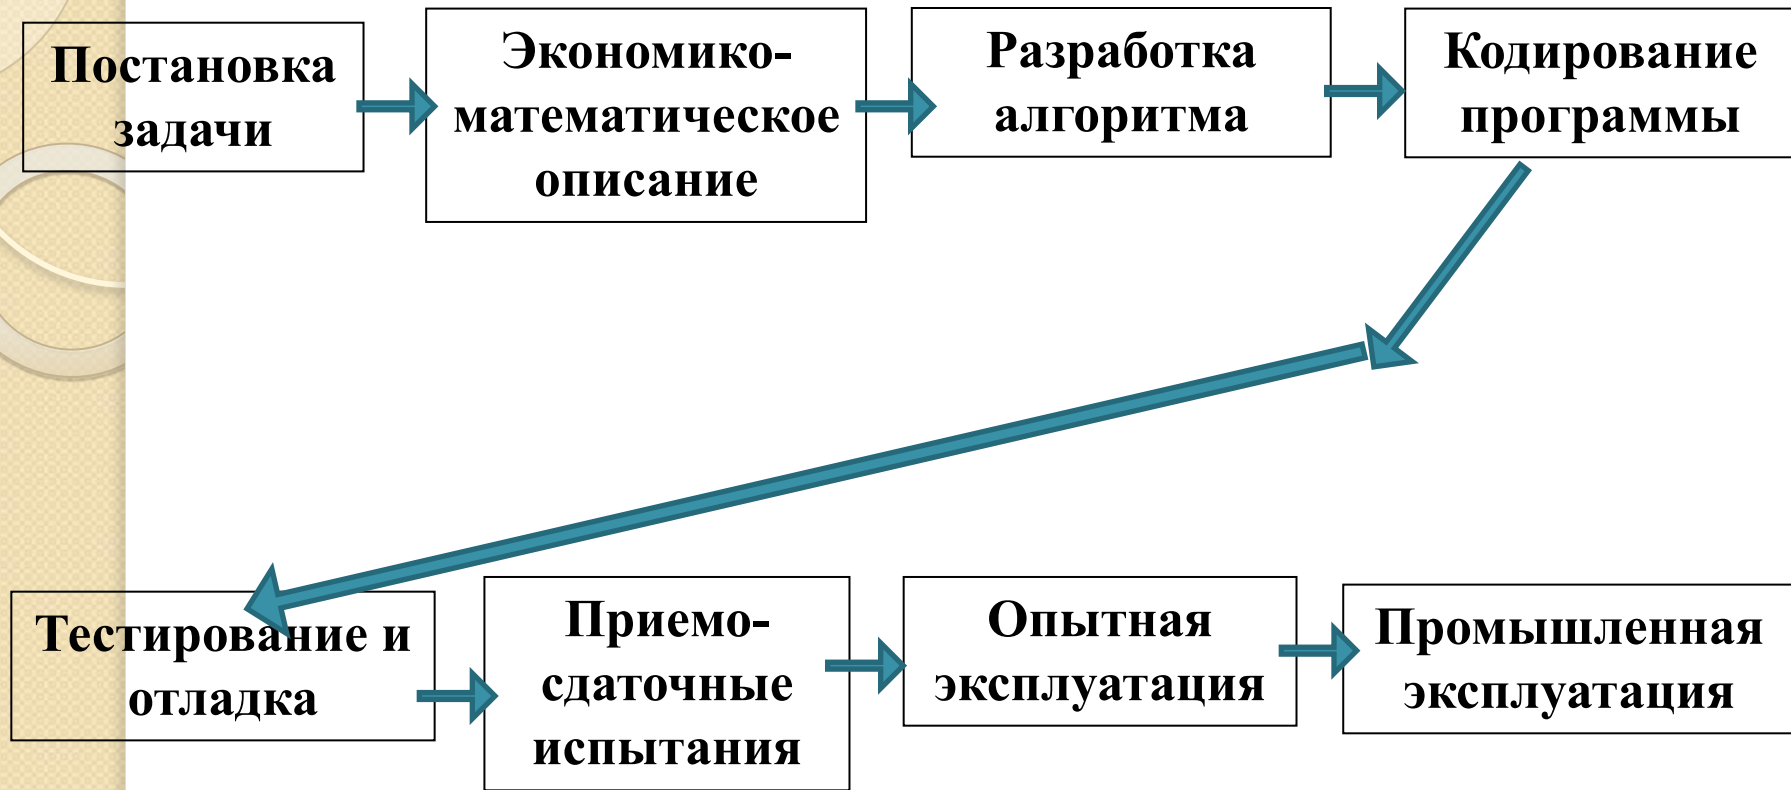 Постановка
задачи
Экономико-
математическое
описание
Разработка
алгоритма
Кодирование
программы
Тестирование и
отладка
Приемо-
сдаточные
испытания
Опытная
эксплуатация
Промышленная
эксплуатация